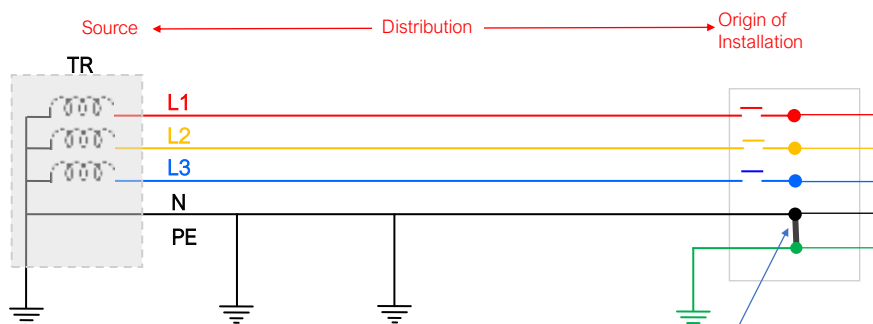 Source
Distribution
Origin of
Installation
TR
L1
L2
L3
N
PE